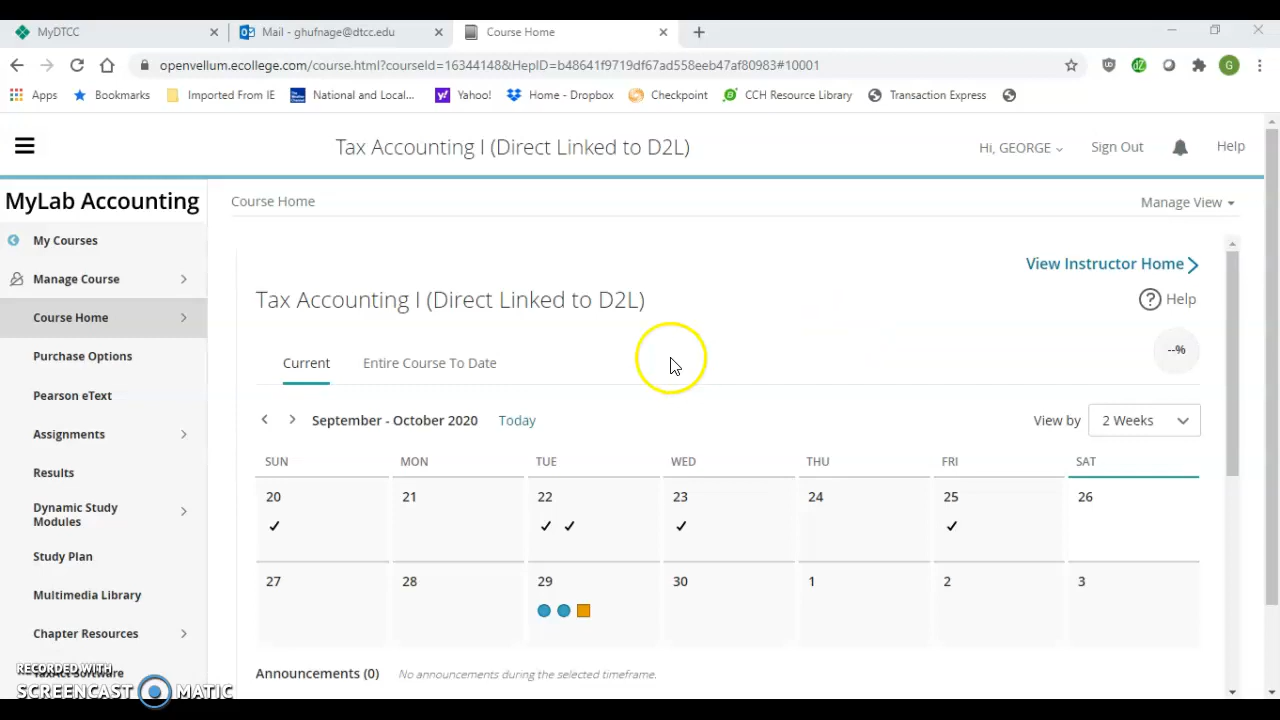 MyDTCC
Mail - ghufnage@dtcc.edu
Course Home
openvellum.ecollege.com/course.html?courseId=16344148&HepID=b48641f9719df67ad558eeb47af80983#10001
G
Apps
Bookmarks
Imported From IE
National and Local...
Yahoo!
Home - Dropbox
Checkpoint
CCH Resource Library
Transaction Express
Tax Accounting I (Direct Linked to D2L)
Hi, GEORGE
Sign Out
Help
MyLab Accounting
Course Home
Manage View
My Courses
Manage Course
Course Home
Purchase Options
Pearson eText
Assignments
Results
Dynamic Study
Modules
Study Plan
Multimedia Library
Chapter Resources
TaxAct Software
View Instructor Home
Tax Accounting I (Direct Linked to D2L)
? Help
Current
Entire Course To Date
--%
September - October 2020
Today
View by
2 Weeks
SUN MON TUE WED THU FRI SAT
20 21 22 23 24 25 26
27 28 29 30 1 2 3
Announcements (0)
No announcements during the selected timeframe.
RECORDED WITH
SCREENCAST MATIC